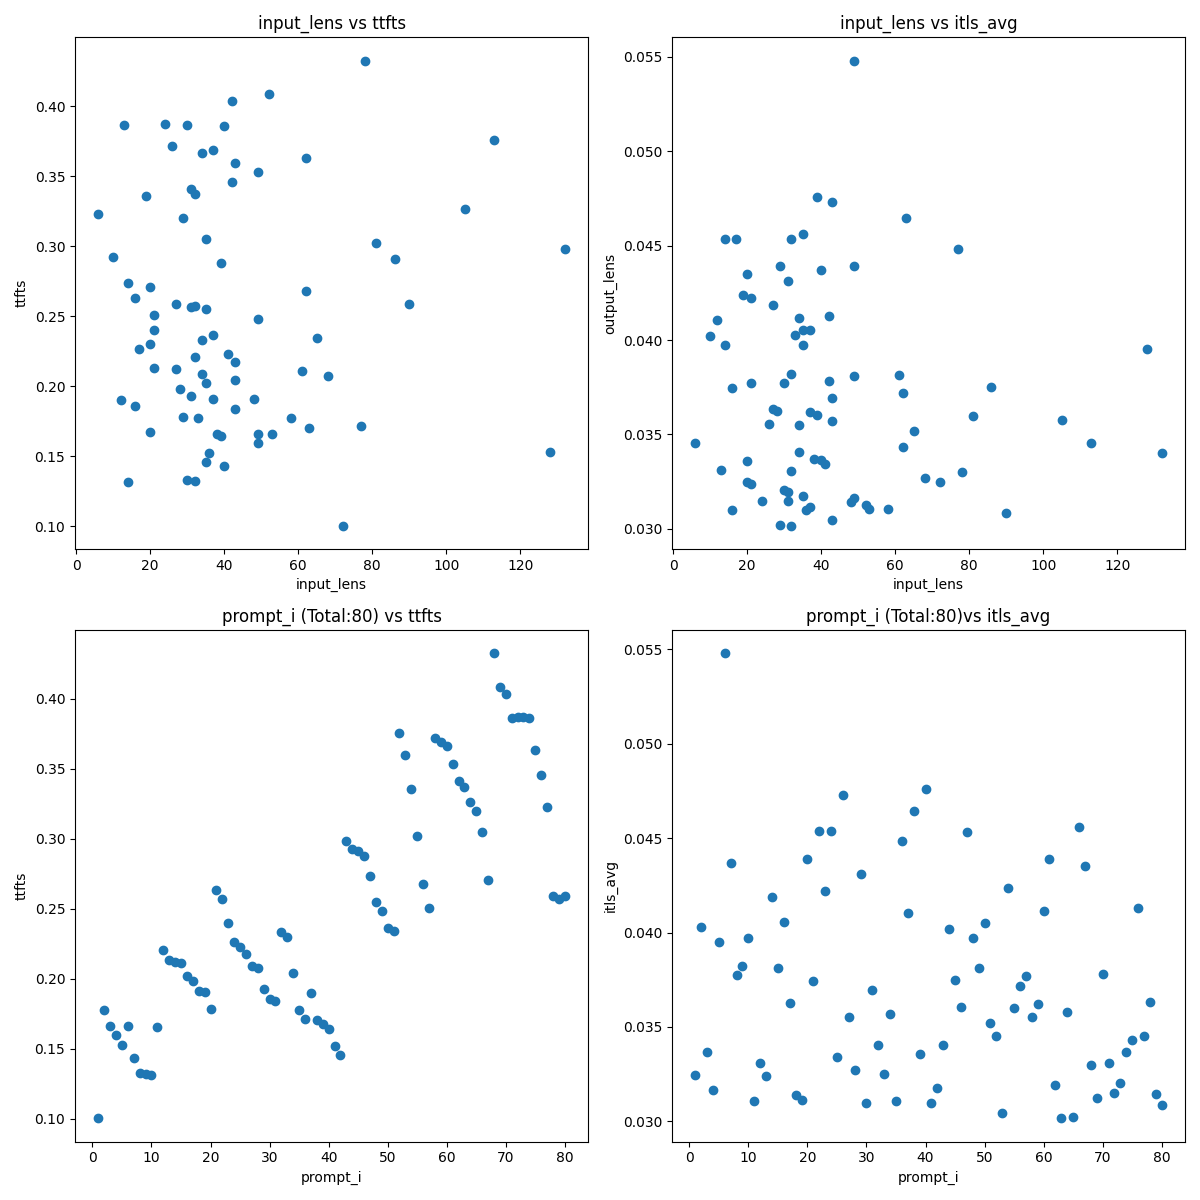 input_lens vs ttfts
ttfts
0.40
0.35
0.30
0.25
0.20
0.15
0.10
0 20 40 60 80 100 120
input_lens
input_lens vs itls_avg
output_lens
0.055
0.050
0.045
0.040
0.035
0.030
0 20 40 60 80 100 120
input_lens
prompt_i (Total:80) vs ttfts
ttfts
0.40
0.35
0.30
0.25
0.20
0.15
0.10
0 10 20 30 40 50 60 70 80
prompt_i
prompt_i (Total:80)vs itls_avg
itls_avg
0.055
0.050
0.045
0.040
0.035
0.030
0 10 20 30 40 50 60 70 80
prompt_i